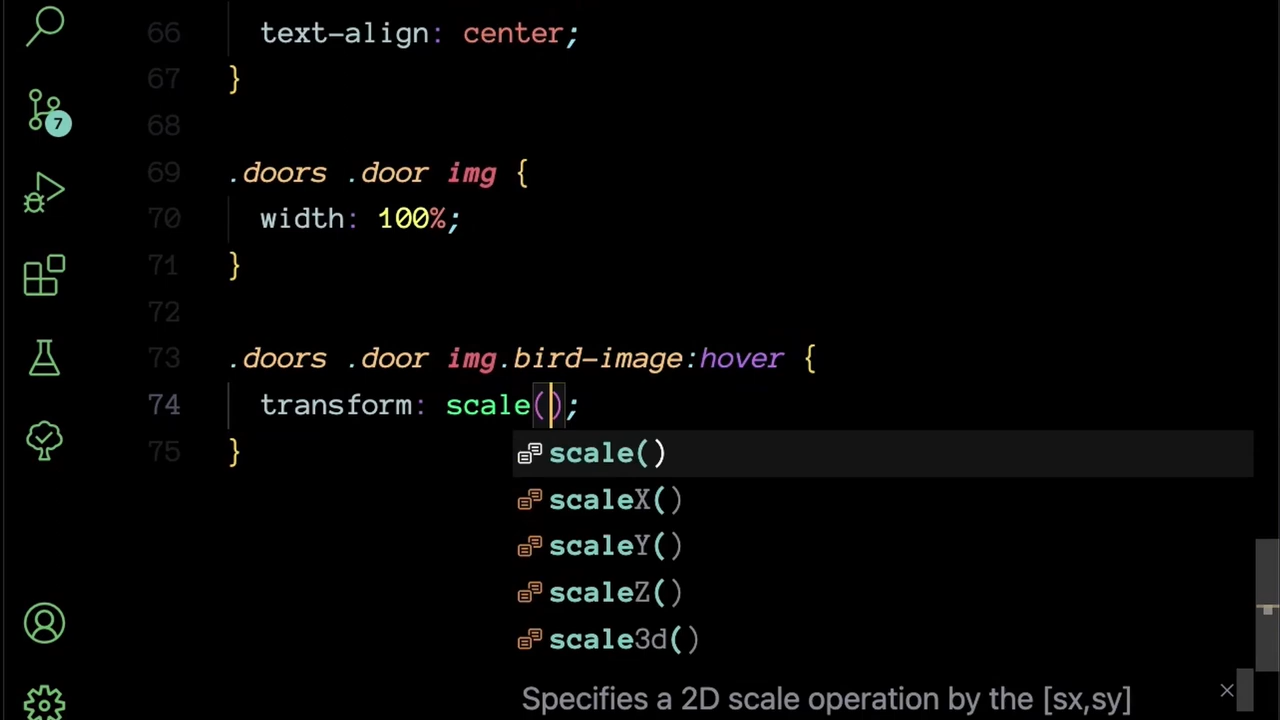 66 text-align: center;
67 }
68
69 .doors .door img {
70 width: 100%;
71 }
72
73 .doors .door img.bird-image:hover {
74 transform: scale();
75 }
scale()
scaleX()
scaleY()
scaleZ()
scale3d()
Specifies a 2D scale operation by the [sx,sy]
7